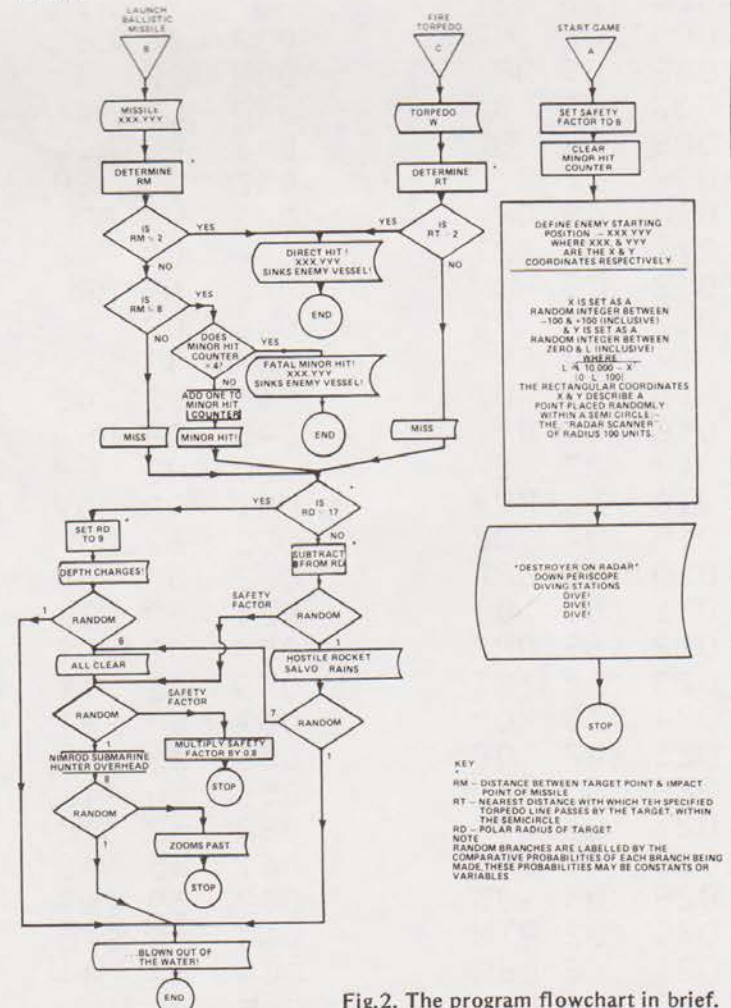 LAUNCH
BALLISTIC
MISSILE
B
MISSILE
XXX.YYY
DETERMINE
RM
IS
RM < 2
YES
NO
IS
RM < 8
YES
NO
DOES
MINOR HIT
COUNTER
= 4?
YES
NO
ADD ONE TO
MINOR HIT
COUNTER
MISS
MINOR HIT!
FIRE
TORPEDO
C
TORPEDO
W
DETERMINE
RT
IS
RT < 2
YES
NO
DIRECT HIT!
XXX.YYY
SINKS ENEMY VESSEL!
END
FATAL MINOR HIT!
XXX.YYY
SINKS ENEMY VESSEL!
END
MISS
START GAME
A
SET SAFETY
FACTOR TO 8
CLEAR
MINOR HIT
COUNTER
DEFINE ENEMY STARTING
POSITION – XXX.YYY
WHERE XXX, & YYY
ARE THE X & Y
COORDINATES RESPECTIVELY
X IS SET AS A
RANDOM INTEGER BETWEEN
–100 & +100 (INCLUSIVE)
& Y IS SET AS A
RANDOM INTEGER BETWEEN
ZERO & L (INCLUSIVE)
WHERE
10,000 – X
THE RECTANGULAR COORDINATES
X & Y DESCRIBE A
POINT PLACED RANDOMLY
WITHIN A SEMI CIRCLE;–
THE "RADAR SCANNER",
OF RADIUS 100 UNITS.
"DESTROYER ON RADAR"
DOWN PERISCOPE
DIVING STATIONS
DIVE!
DIVE!
DIVE!
STOP
IS
RD < 17
YES
NO
SET RD
TO 9
DEPTH CHARGES!
1
RANDOM
6
ALL CLEAR
SUBTRACT
8 FROM RD
SAFETY
FACTOR
RANDOM
1
HOSTILE ROCKET
SALVO RAINS
7
RANDOM
1
RANDOM
SAFETY
FACTOR
1
MULTIPLY SAFETY
FACTOR BY 0.8
STOP
NIMROD SUBMARINE
HUNTER OVERHEAD
8
RANDOM
1
ZOOMS PAST
STOP
...BLOWN OUT OF
THE WATER!
END
KEY
*
RM – DISTANCE BETWEEN TARGET POINT & IMPACT
POINT OF MISSILE
RT – NEAREST DISTANCE WITH WHICH TEH SPECIFIED
TORPEDO LINE PASSES BY THE TARGET, WITHIN
THE SEMICIRCLE
RD – POLAR RADIUS OF TARGET
NOTE
RANDOM BRANCHES ARE LABELLED BY THE
COMPARATIVE PROBABILITIES OF EACH BRANCH BEING
MADE, THESE PROBABILITIES MAY BE CONSTANTS OR
VARIABLES
Fig.2. The program flowchart in brief.